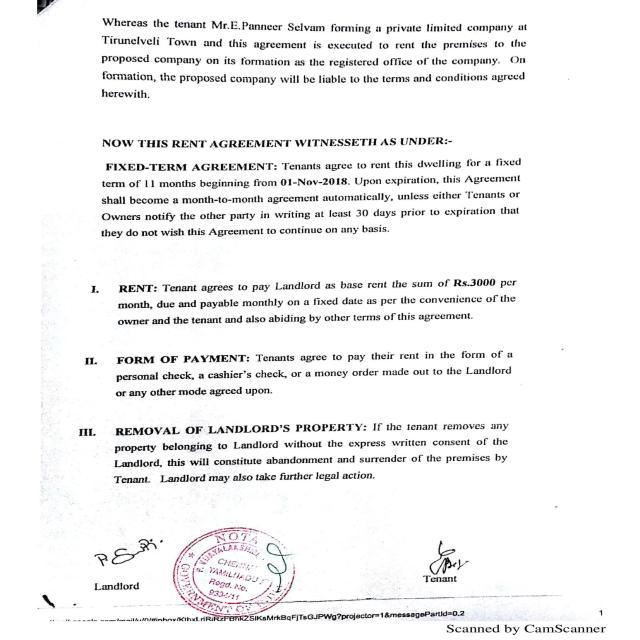 Whereas the tenant Mr.E.Panneer Selvam forming a private limited company at
Tirunelveli Town and this agreement is executed to rent the premises to the
proposed company on its formation as the registered office of the company. On
formation, the proposed company will be liable to the terms and conditions agreed
herewith.
NOW THIS RENT AGREEMENT WITNESSETH AS UNDER:-
FIXED-TERM AGREEMENT: Tenants agree to rent this dwelling for a fixed
term of 11 months beginning from 01-Nov-2018. Upon expiration, this Agreement
shall become a month-to-month agreement automatically, unless either Tenants or
Owners notify the other party in writing at least 30 days prior to expiration that
they do not wish this Agreement to continue on any basis.
I. RENT: Tenant agrees to pay Landlord as base rent the sum of Rs.3000 per
month, due and payable monthly on a fixed date as per the convenience of the
owner and the tenant and also abiding by other terms of this agreement.
II. FORM OF PAYMENT: Tenants agree to pay their rent in the form of a
personal check, a cashier's check, or a money order made out to the Landlord
or any other mode agreed upon.
III. REMOVAL OF LANDLORD'S PROPERTY: If the tenant removes any
property belonging to Landlord without the express written consent of the
Landlord, this will constitute abandonment and surrender of the premises by
Tenant. Landlord may also take further legal action.
NOTA
CHENNAI
TAMILNADU
Regd. No.
9334/11
GOVERNMENT OF
Landlord
Tenant
projector=1&messagePartId=0.2
1
Scanned by CamScanner